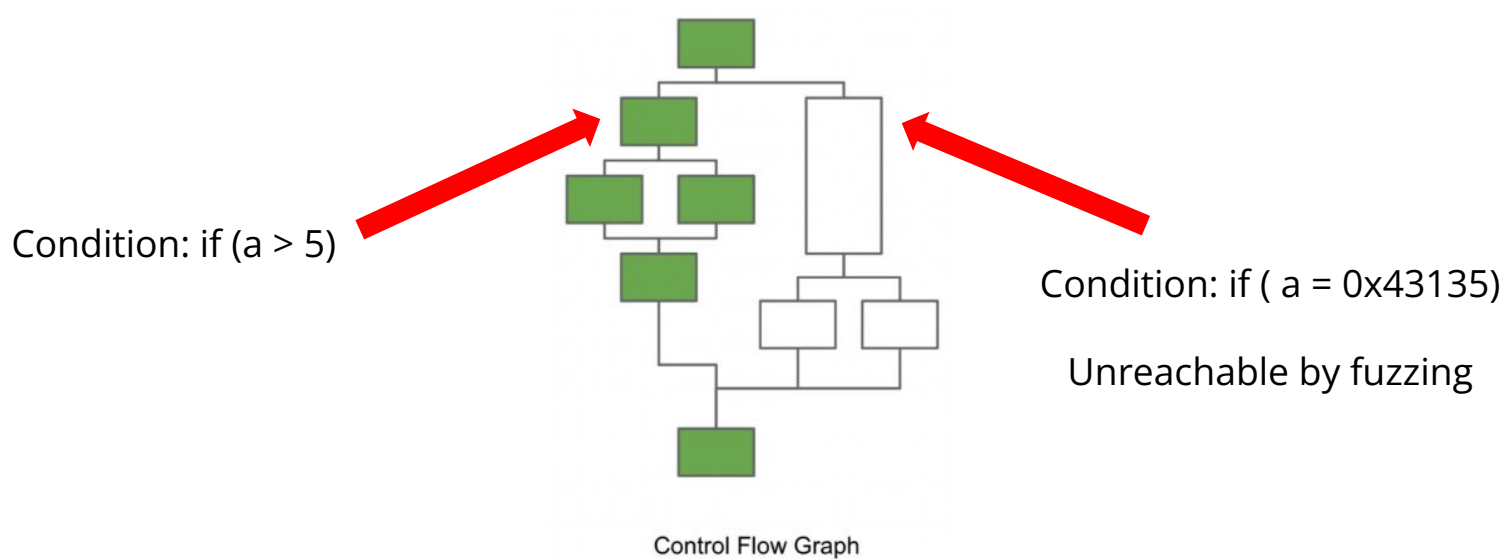 Condition: if (a > 5)
Condition: if ( a = 0x43135)
Unreachable by fuzzing
Control Flow Graph